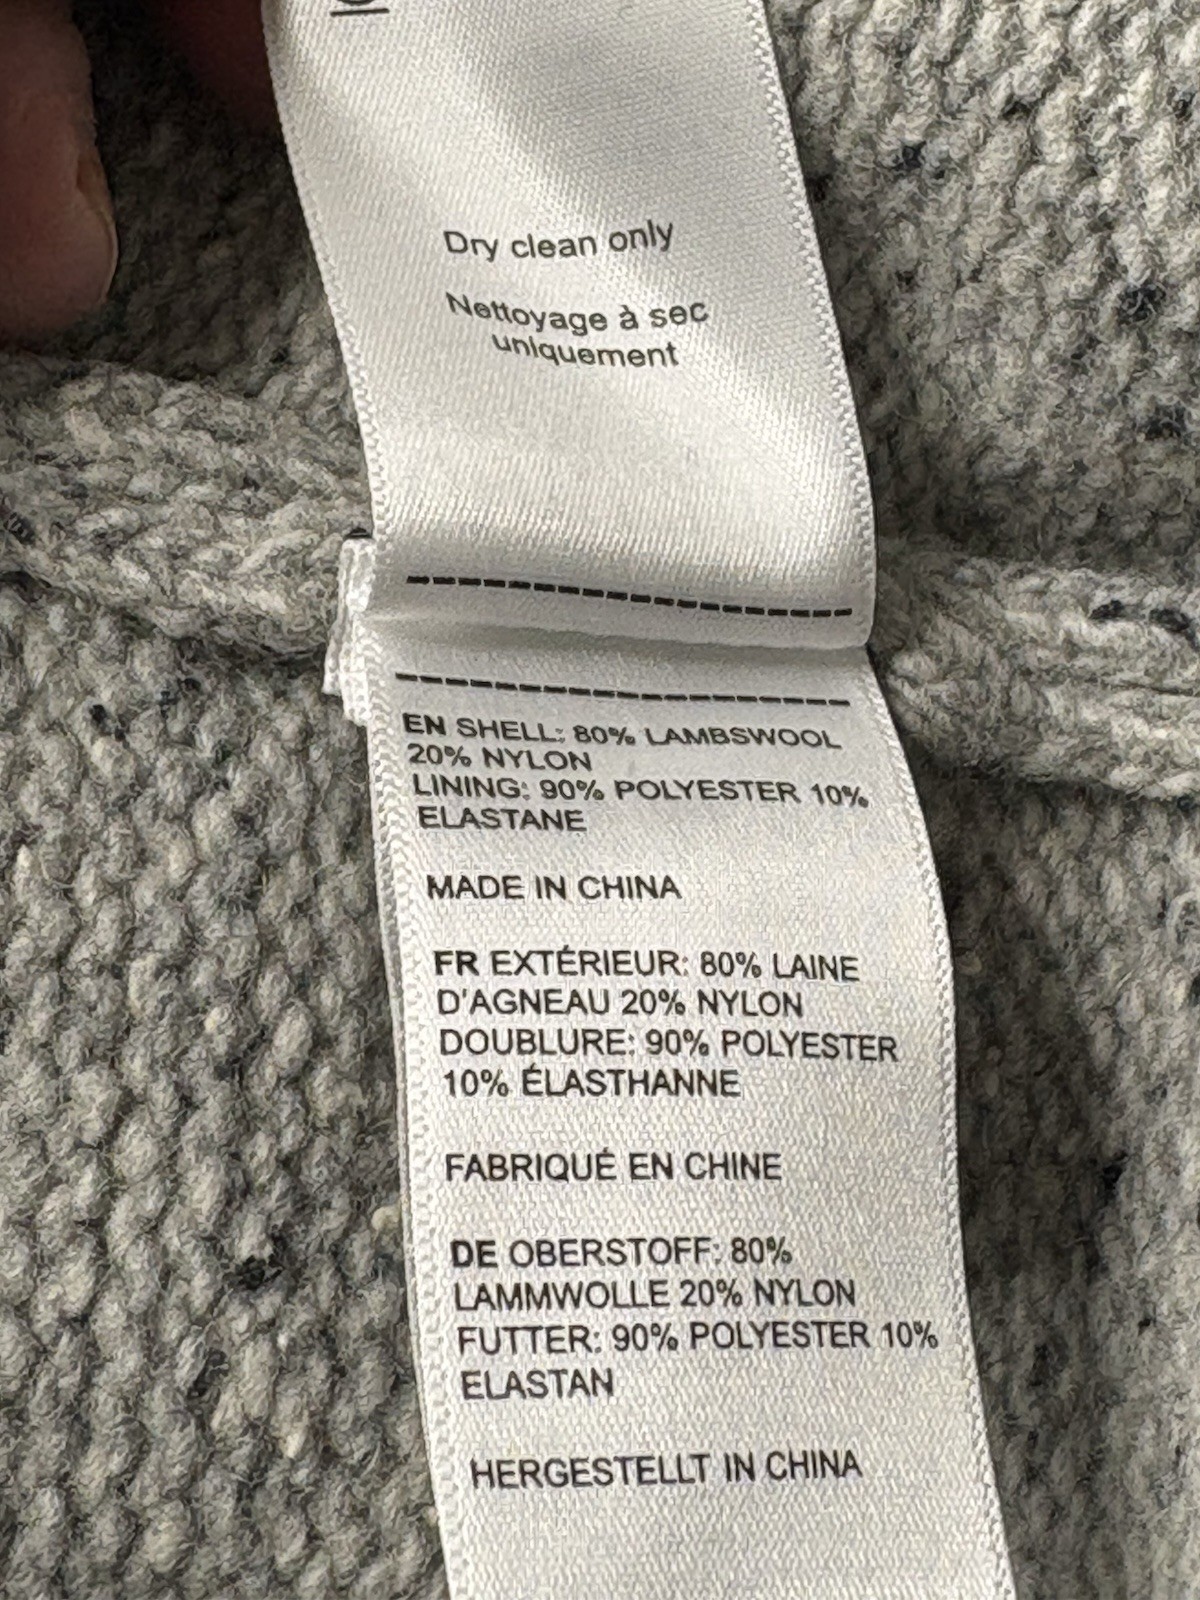 Dry clean only
Nettoyage à sec
uniquement
EN SHELL: 80% LAMBSWOOL
20% NYLON
LINING: 90% POLYESTER 10%
ELASTANE
MADE IN CHINA
FR EXTÉRIEUR: 80% LAINE
D'AGNEAU 20% NYLON
DOUBLURE: 90% POLYESTER
10% ÉLASTHANNE
FABRIQUÉ EN CHINE
DE OBERSTOFF: 80%
LAMMWOLLE 20% NYLON
FUTTER: 90% POLYESTER 10%
ELASTAN
HERGESTELLT IN CHINA